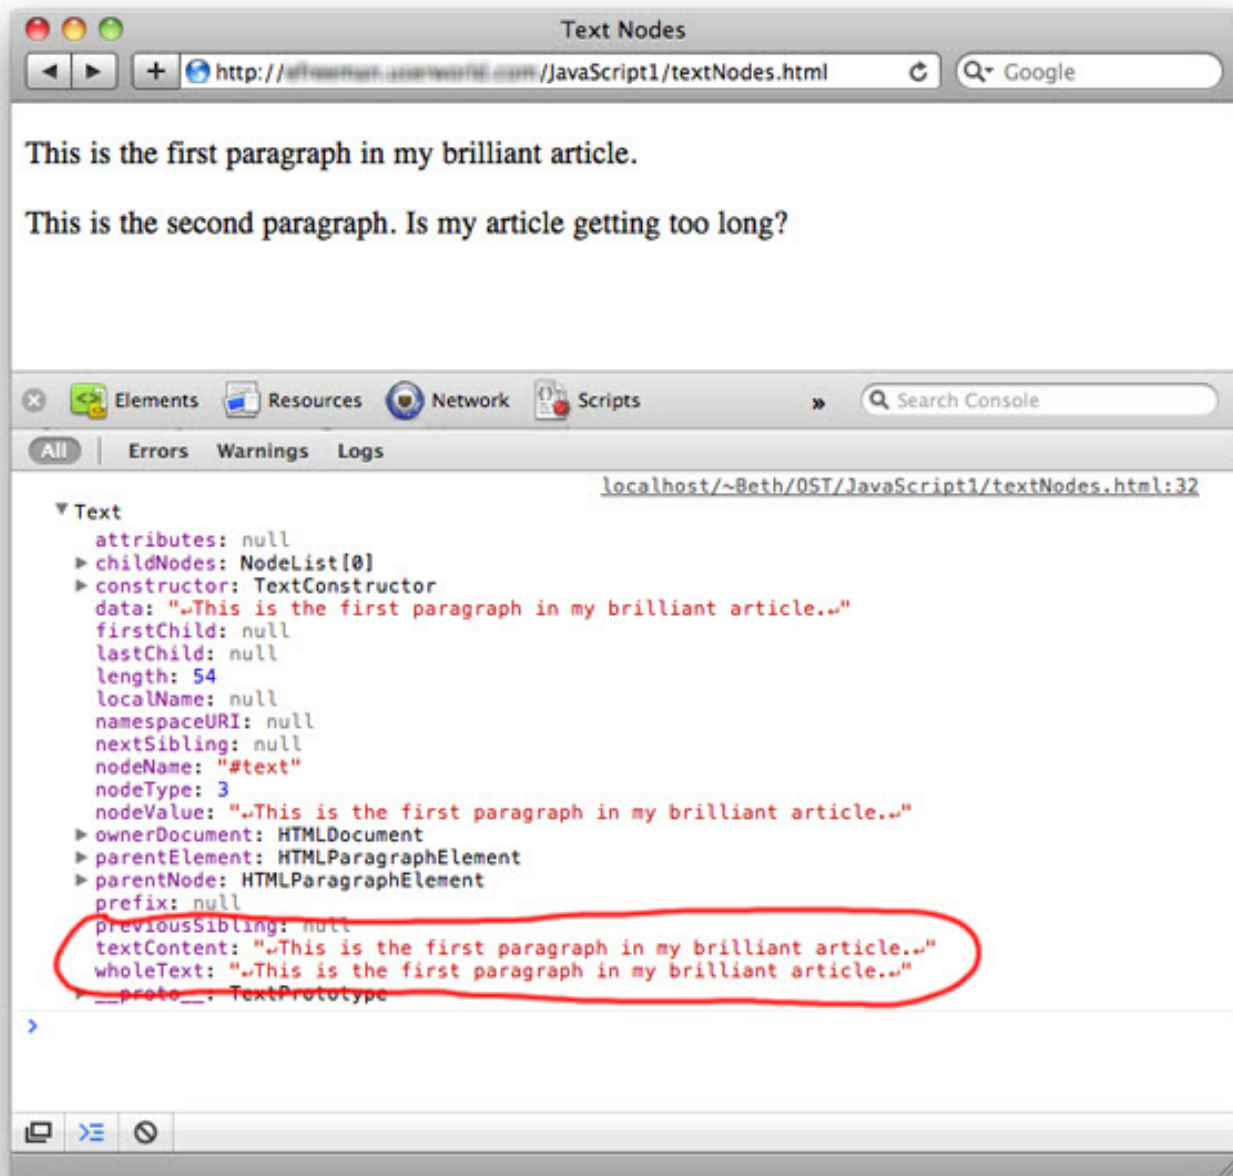 Text Nodes
http:// /JavaScript1/textNodes.html Google
This is the first paragraph in my brilliant article.
This is the second paragraph. Is my article getting too long?
Elements Resources Network Scripts » Search Console
All Errors Warnings Logs
localhost/~Beth/OST/JavaScript1/textNodes.html:32
▼Text
attributes: null
▶childNodes: NodeList[0]
▶constructor: TextConstructor
data: "↵This is the first paragraph in my brilliant article.↵"
firstChild: null
lastChild: null
length: 54
localName: null
namespaceURI: null
nextSibling: null
nodeName: "#text"
nodeType: 3
nodeValue: "↵This is the first paragraph in my brilliant article.↵"
▶ownerDocument: HTMLDocument
▶parentElement: HTMLParagraphElement
▶parentNode: HTMLParagraphElement
prefix: null
previousSibling: null
textContent: "↵This is the first paragraph in my brilliant article.↵"
wholeText: "↵This is the first paragraph in my brilliant article.↵"
▶__proto__: TextPrototype